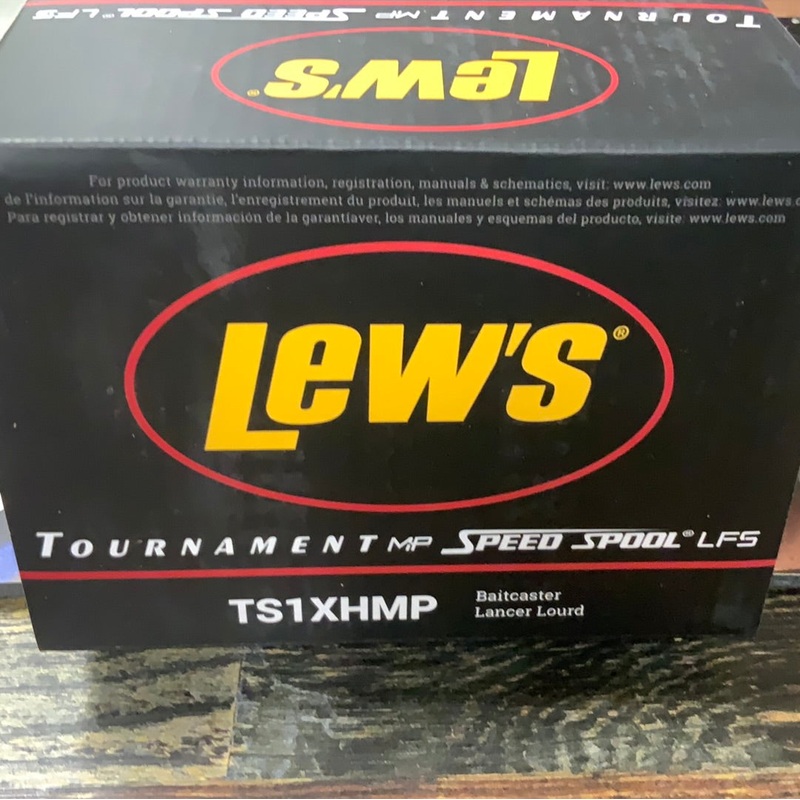 TOURNAMENT MP SPEED SPOOL® LFS
Lew's®
For product warranty information, registration, manuals & schematics, visit: www.lews.com
de l'information sur la garantie, l'enregistrement du produit, les manuels et schémas des produits, visitez: www.lews.c
Para registrar y obtener información de la garantíaver, los manuales y esquemas del producto, visite: www.lews.com
Lew's®
TOURNAMENT MP SPEED SPOOL® LFS
TS1XHMP
Baitcaster
Lancer Lourd